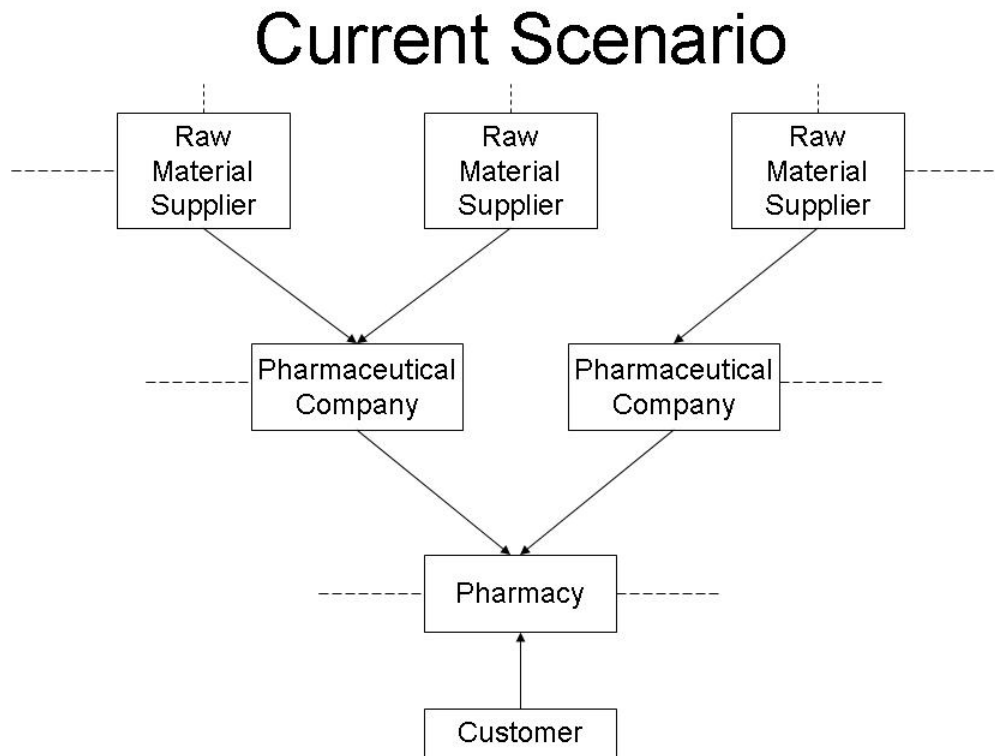 Current Scenario
Raw
Material
Supplier
Raw
Material
Supplier
Raw
Material
Supplier
Pharmaceutical
Company
Pharmaceutical
Company
Pharmacy
Customer